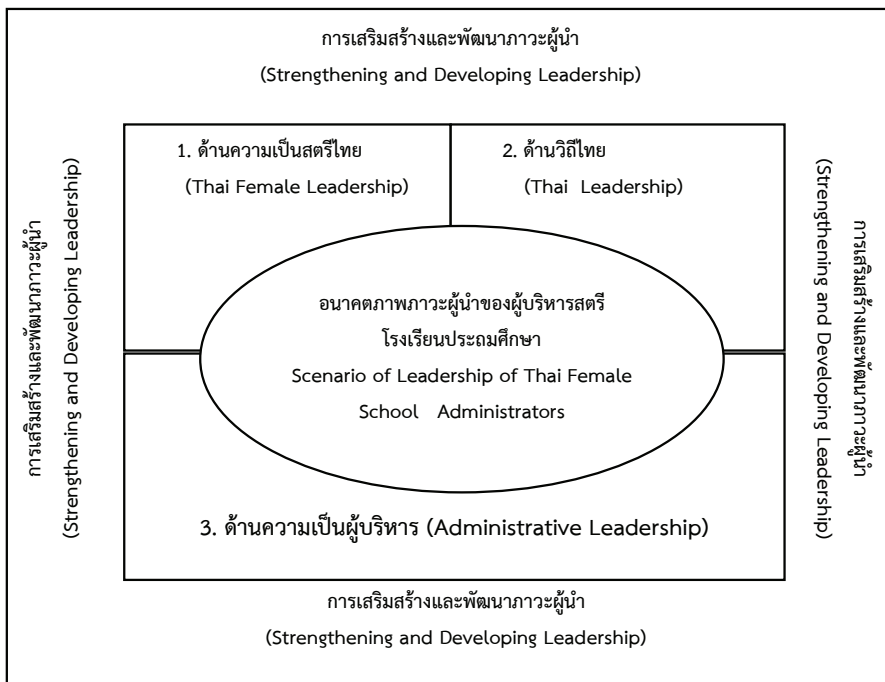 การเสริมสร้างและพัฒนาภาวะผู้นำ
(Strengthening and Developing Leadership)
1. ด้านความเป็นสตรีไทย
(Thai Female Leadership)
2. ด้านวิถีไทย
(Thai Leadership)
การเสริมสร้างและพัฒนาภาวะผู้นำ
(Strengthening and Developing Leadership)
อนาคตภาพภาวะผู้นำของผู้บริหารสตรี
โรงเรียนประถมศึกษา
Scenario of Leadership of Thai Female
School Administrators
การเสริมสร้างและพัฒนาภาวะผู้นำ
(Strengthening and Developing Leadership)
3. ด้านความเป็นผู้บริหาร (Administrative Leadership)
การเสริมสร้างและพัฒนาภาวะผู้นำ
(Strengthening and Developing Leadership)